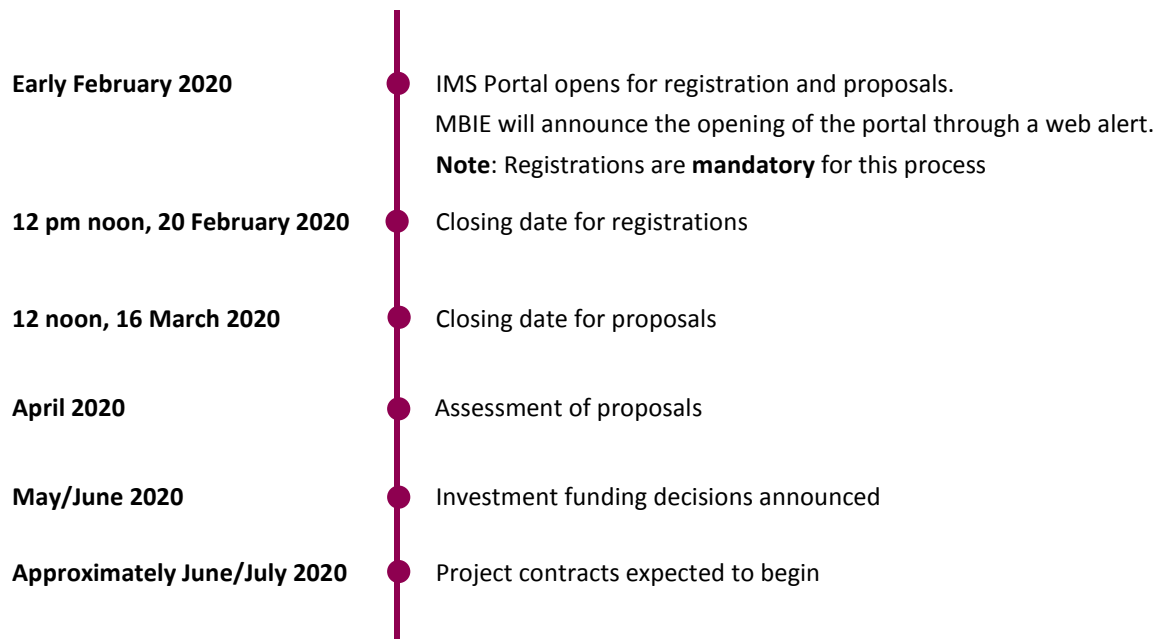 Early February 2020 IMS Portal opens for registration and proposals.
MBIE will announce the opening of the portal through a web alert.
Note: Registrations are mandatory for this process
12 pm noon, 20 February 2020 Closing date for registrations
12 noon, 16 March 2020 Closing date for proposals
April 2020 Assessment of proposals
May/June 2020 Investment funding decisions announced
Approximately June/July 2020 Project contracts expected to begin